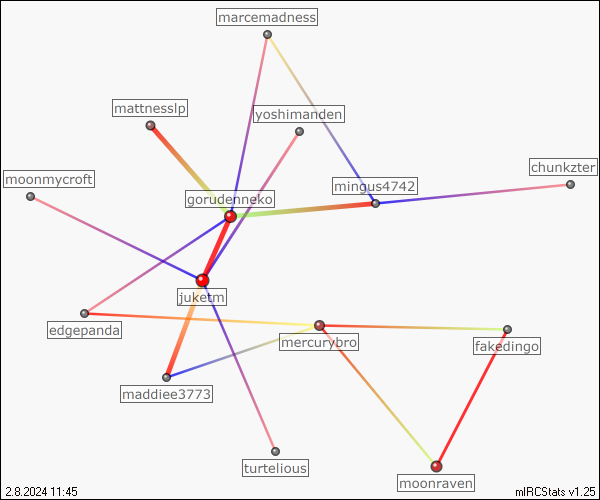 marcemadness
mattnesslp
yoshimanden
chunkzter
moonmycroft
mingus4742
gorudenneko
juketm
edgepanda
mercurybro
fakedingo
maddiee3773
turtelious
moonraven
2.8.2024 11:45
mIRCStats v1.25